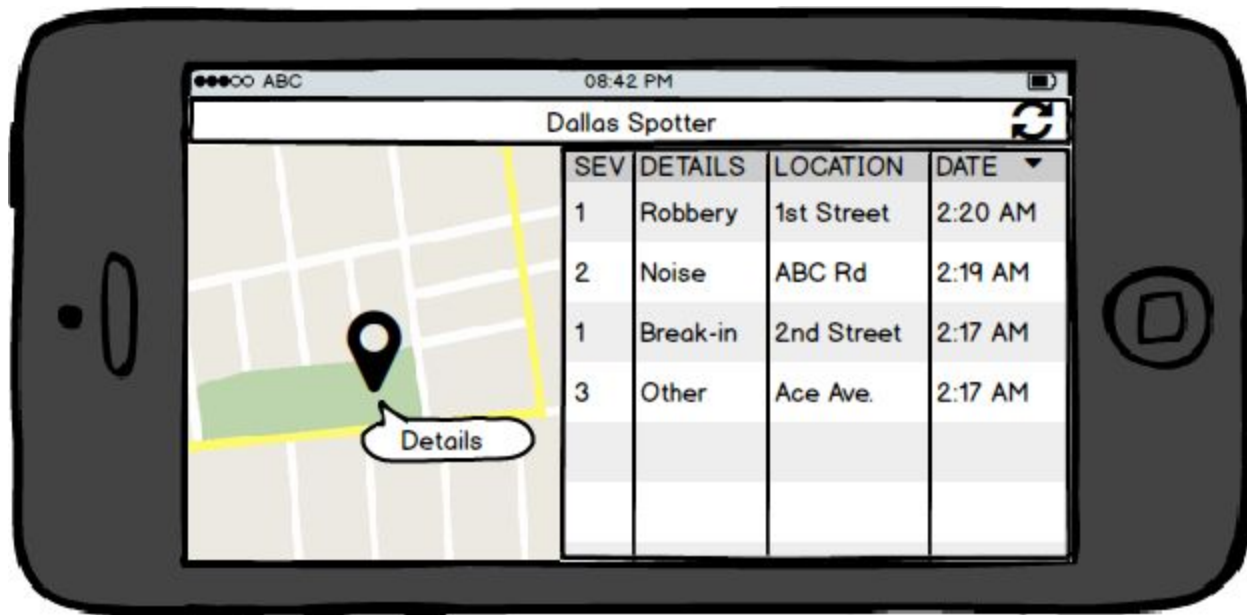 ABC 08:42 PM
Dallas Spotter
SEV DETAILS LOCATION DATE
1 Robbery 1st Street 2:20 AM
2 Noise ABC Rd 2:19 AM
1 Break-in 2nd Street 2:17 AM
3 Other Ace Ave. 2:17 AM
Details